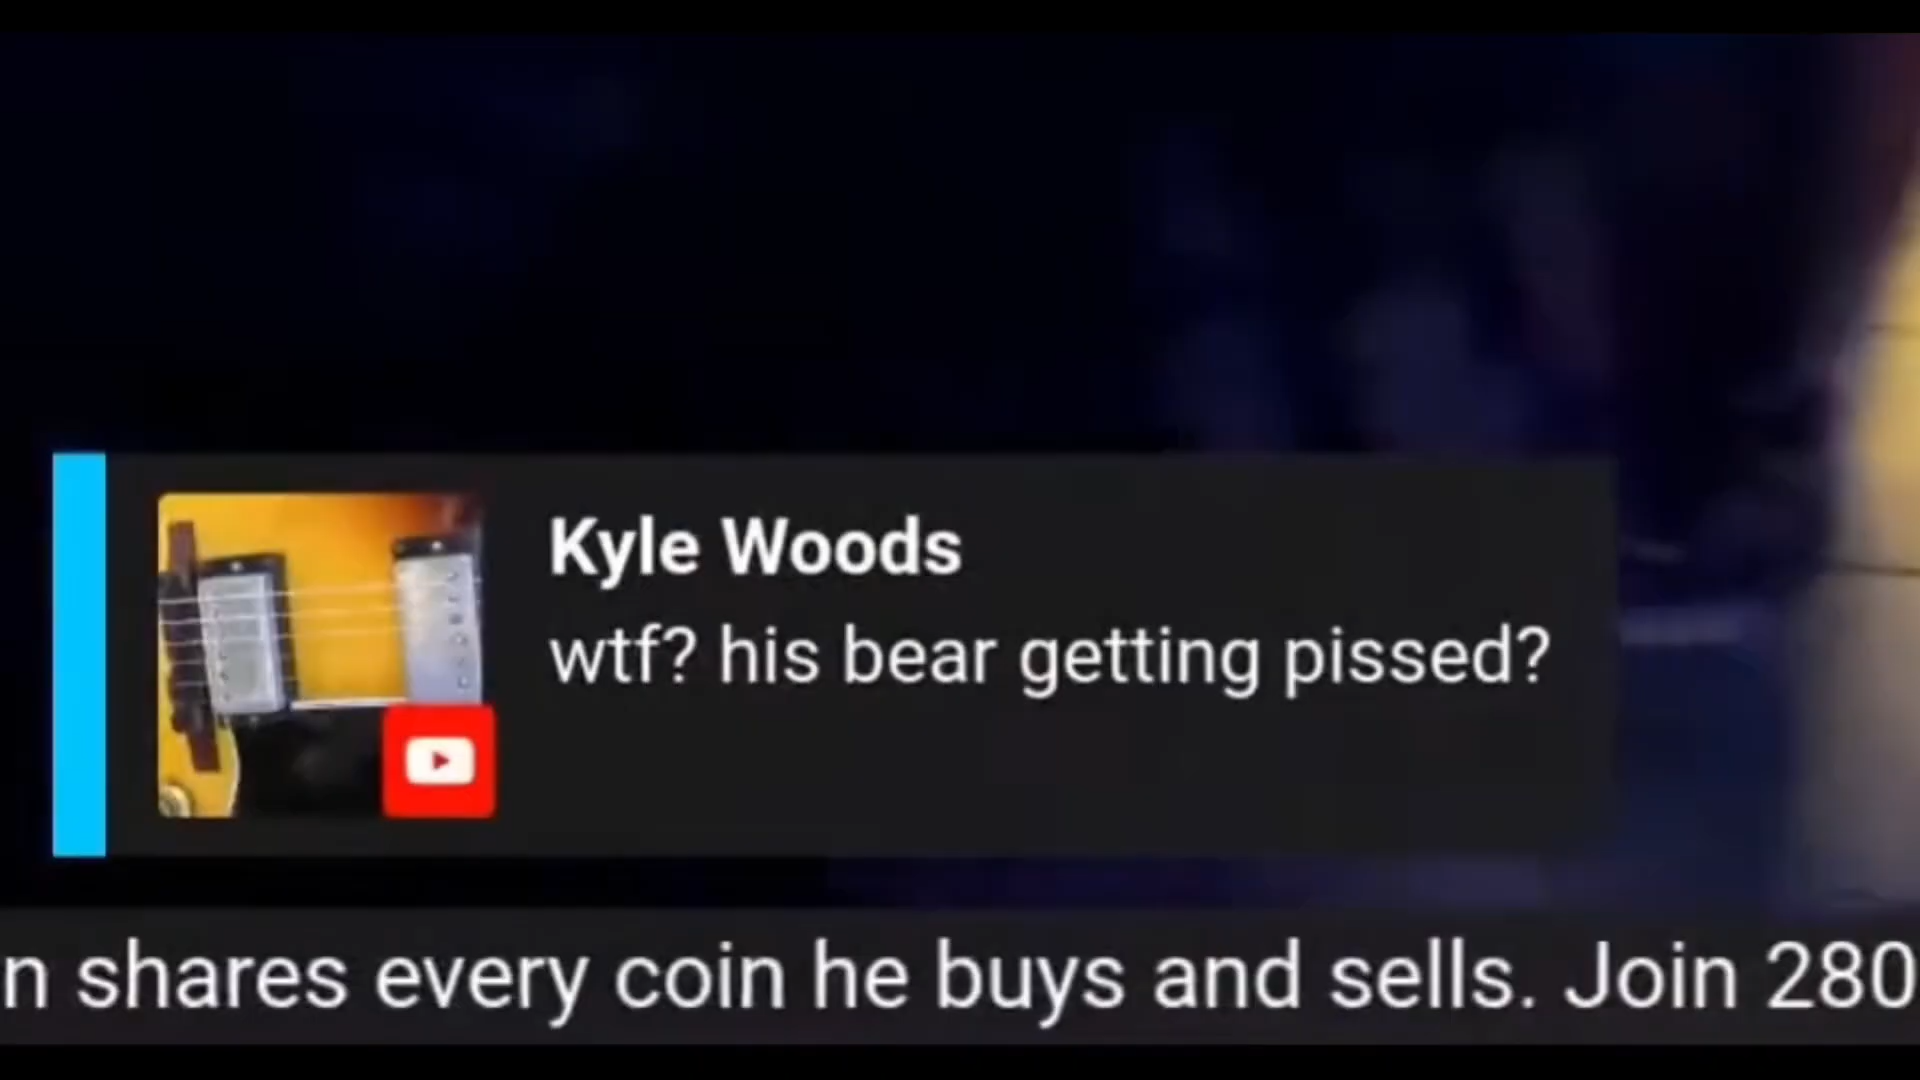 Kyle Woods
wtf? his bear getting pissed?
n shares every coin he buys and sells. Join 280